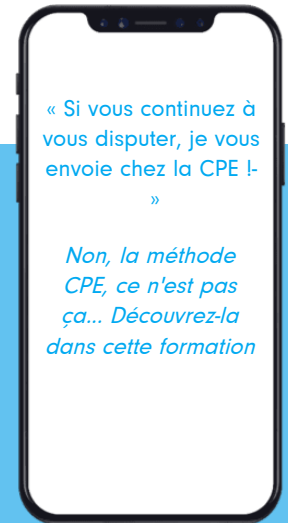 « Si vous continuez à
vous disputer, je vous
envoie chez la CPE !-
»
Non, la méthode
CPE, ce n'est pas
ça... Découvrez-la
dans cette formation